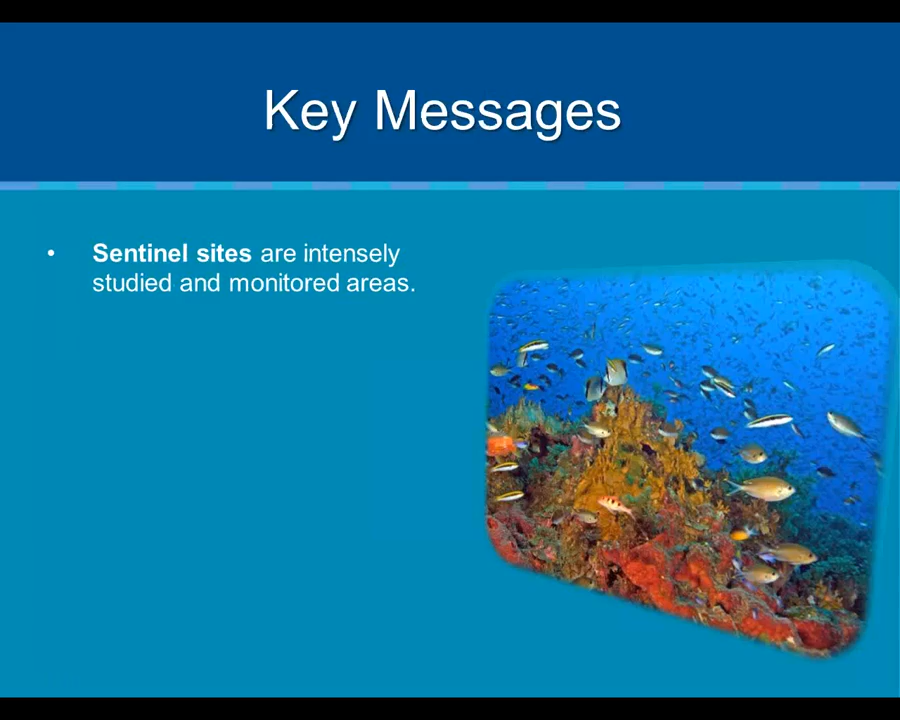 Key Messages
• Sentinel sites are intensely
studied and monitored areas.